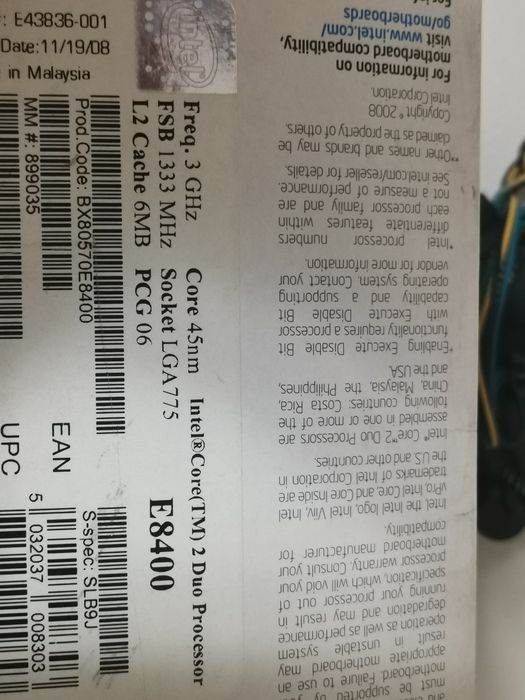 : E43836-001
Date:11/19/08
in Malaysia
intel
Freq. 3 GHz Core 45nm Intel®Core(TM) 2 Duo Processor
FSB 1333 MHz Socket LGA775
L2 Cache 6MB PCG 06
E8400
Prod.Code: BX80570E8400
S-spec: SLB9J
MM #: 899035
EAN
5 032037 008303
UPC
must be supported by
motherboard. Failure to use an
appropriate motherboard may
result in unstable system
operation as well as performance
degradation and may result in
running your processor out of
specification, which will void your
processor warranty. Consult your
motherboard manufacturer for
compatibility.
Intel, the Intel logo, Intel Viiv, Intel
vPro, Intel Core, and Core Inside are
trademarks of Intel Corporation in
the U.S and other countries.
Intel® Core™2 Duo Processors are
assembled in one or more of the
following countries: Costa Rica,
China, Malaysia, the Philippines,
and the USA.
*Enabling Execute Disable Bit
functionality requires a processor
with Execute Disable Bit
capability and a supporting
operating system. Contact your
vendor for more information.
*Intel processor numbers
differentiate features within
each processor family and are
not a measure of performance.
See intel.com/reseller for details.
**Other names and brands may be
claimed as the property of others.
Copyright © 2008
Intel Corporation.
For information on
motherboard compatibility,
visit www.intel.com/
go/motherboards